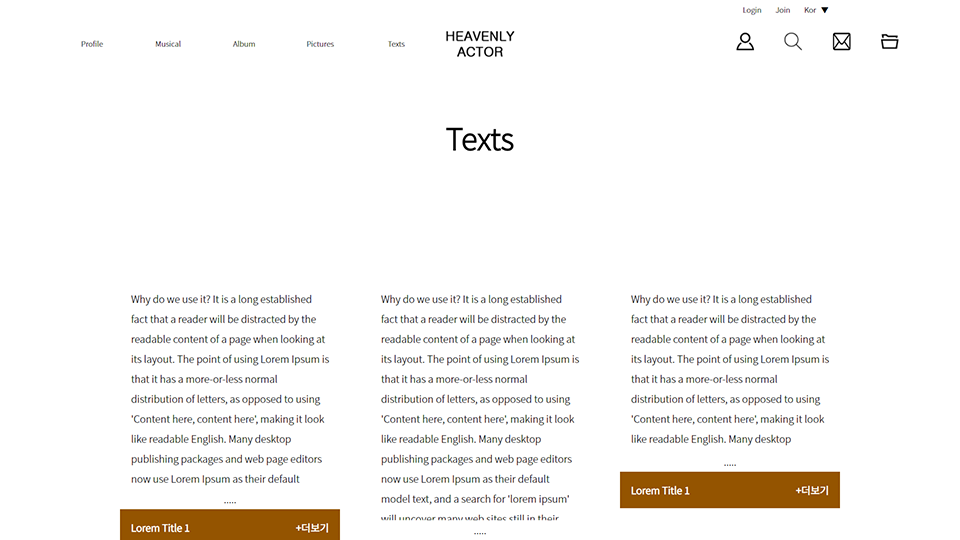 Login Join Kor ▼
Profile Musical Album Pictures Texts
HEAVENLY
ACTOR
Texts
Why do we use it? It is a long established
fact that a reader will be distracted by the
readable content of a page when looking at
its layout. The point of using Lorem Ipsum is
that it has a more-or-less normal
distribution of letters, as opposed to using
'Content here, content here', making it look
like readable English. Many desktop
publishing packages and web page editors
now use Lorem Ipsum as their default
.....
Lorem Title 1 +더보기
Why do we use it? It is a long established
fact that a reader will be distracted by the
readable content of a page when looking at
its layout. The point of using Lorem Ipsum is
that it has a more-or-less normal
distribution of letters, as opposed to using
'Content here, content here', making it look
like readable English. Many desktop
publishing packages and web page editors
now use Lorem Ipsum as their default
model text, and a search for 'lorem ipsum'
will uncover many web sites still in their
.....
Why do we use it? It is a long established
fact that a reader will be distracted by the
readable content of a page when looking at
its layout. The point of using Lorem Ipsum is
that it has a more-or-less normal
distribution of letters, as opposed to using
'Content here, content here', making it look
like readable English. Many desktop
.....
Lorem Title 1 +더보기